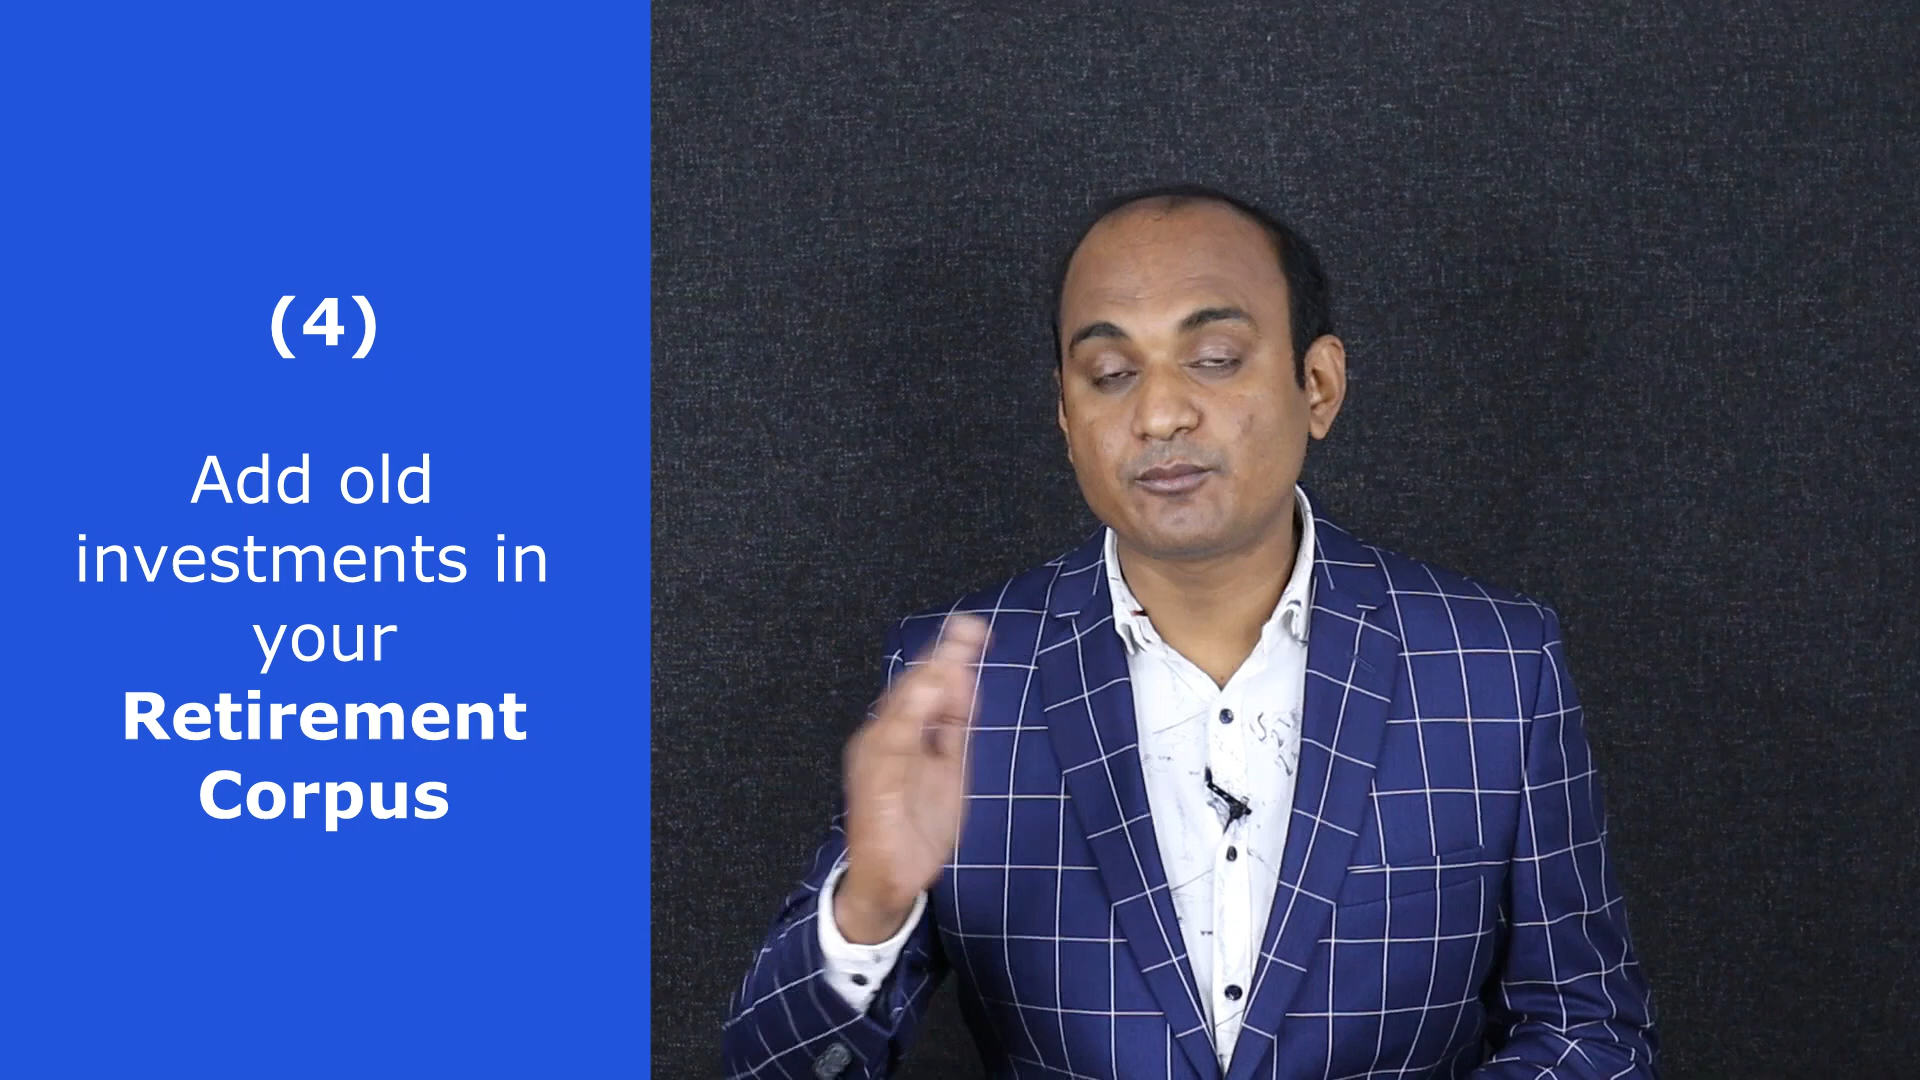 (4)
Add old
investments in
your
Retirement
Corpus